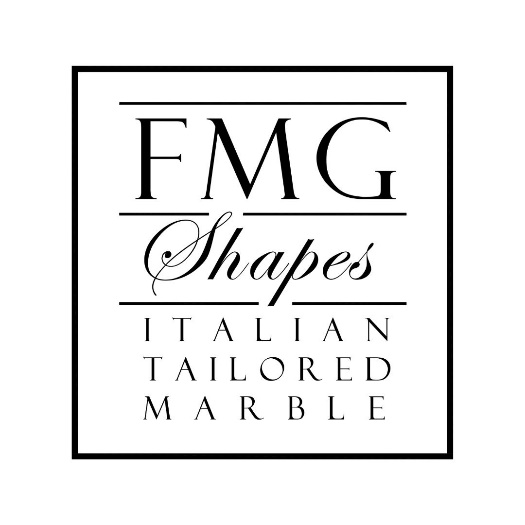 FMG
Shapes
ITALIAN
TAILORED
MARBLE